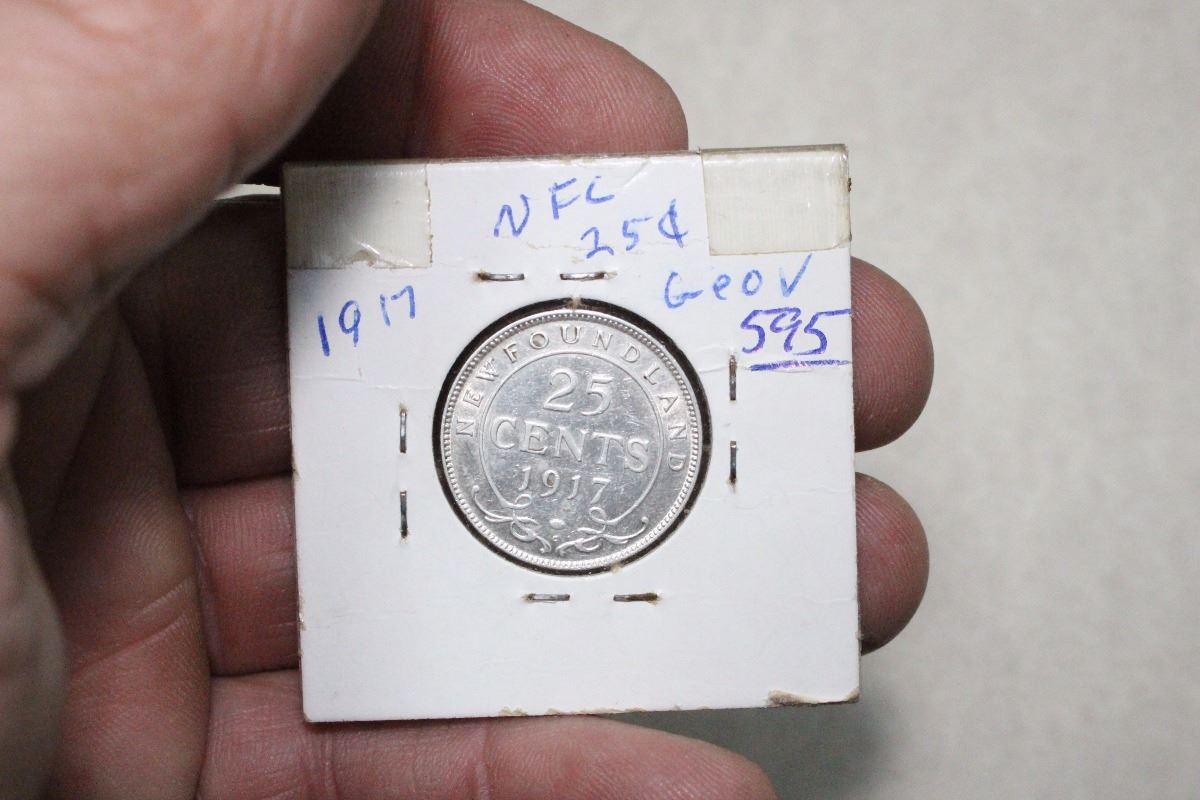 NFL
25¢
1917
Geo V
595
NEWFOUNDLAND
25
CENTS
1917